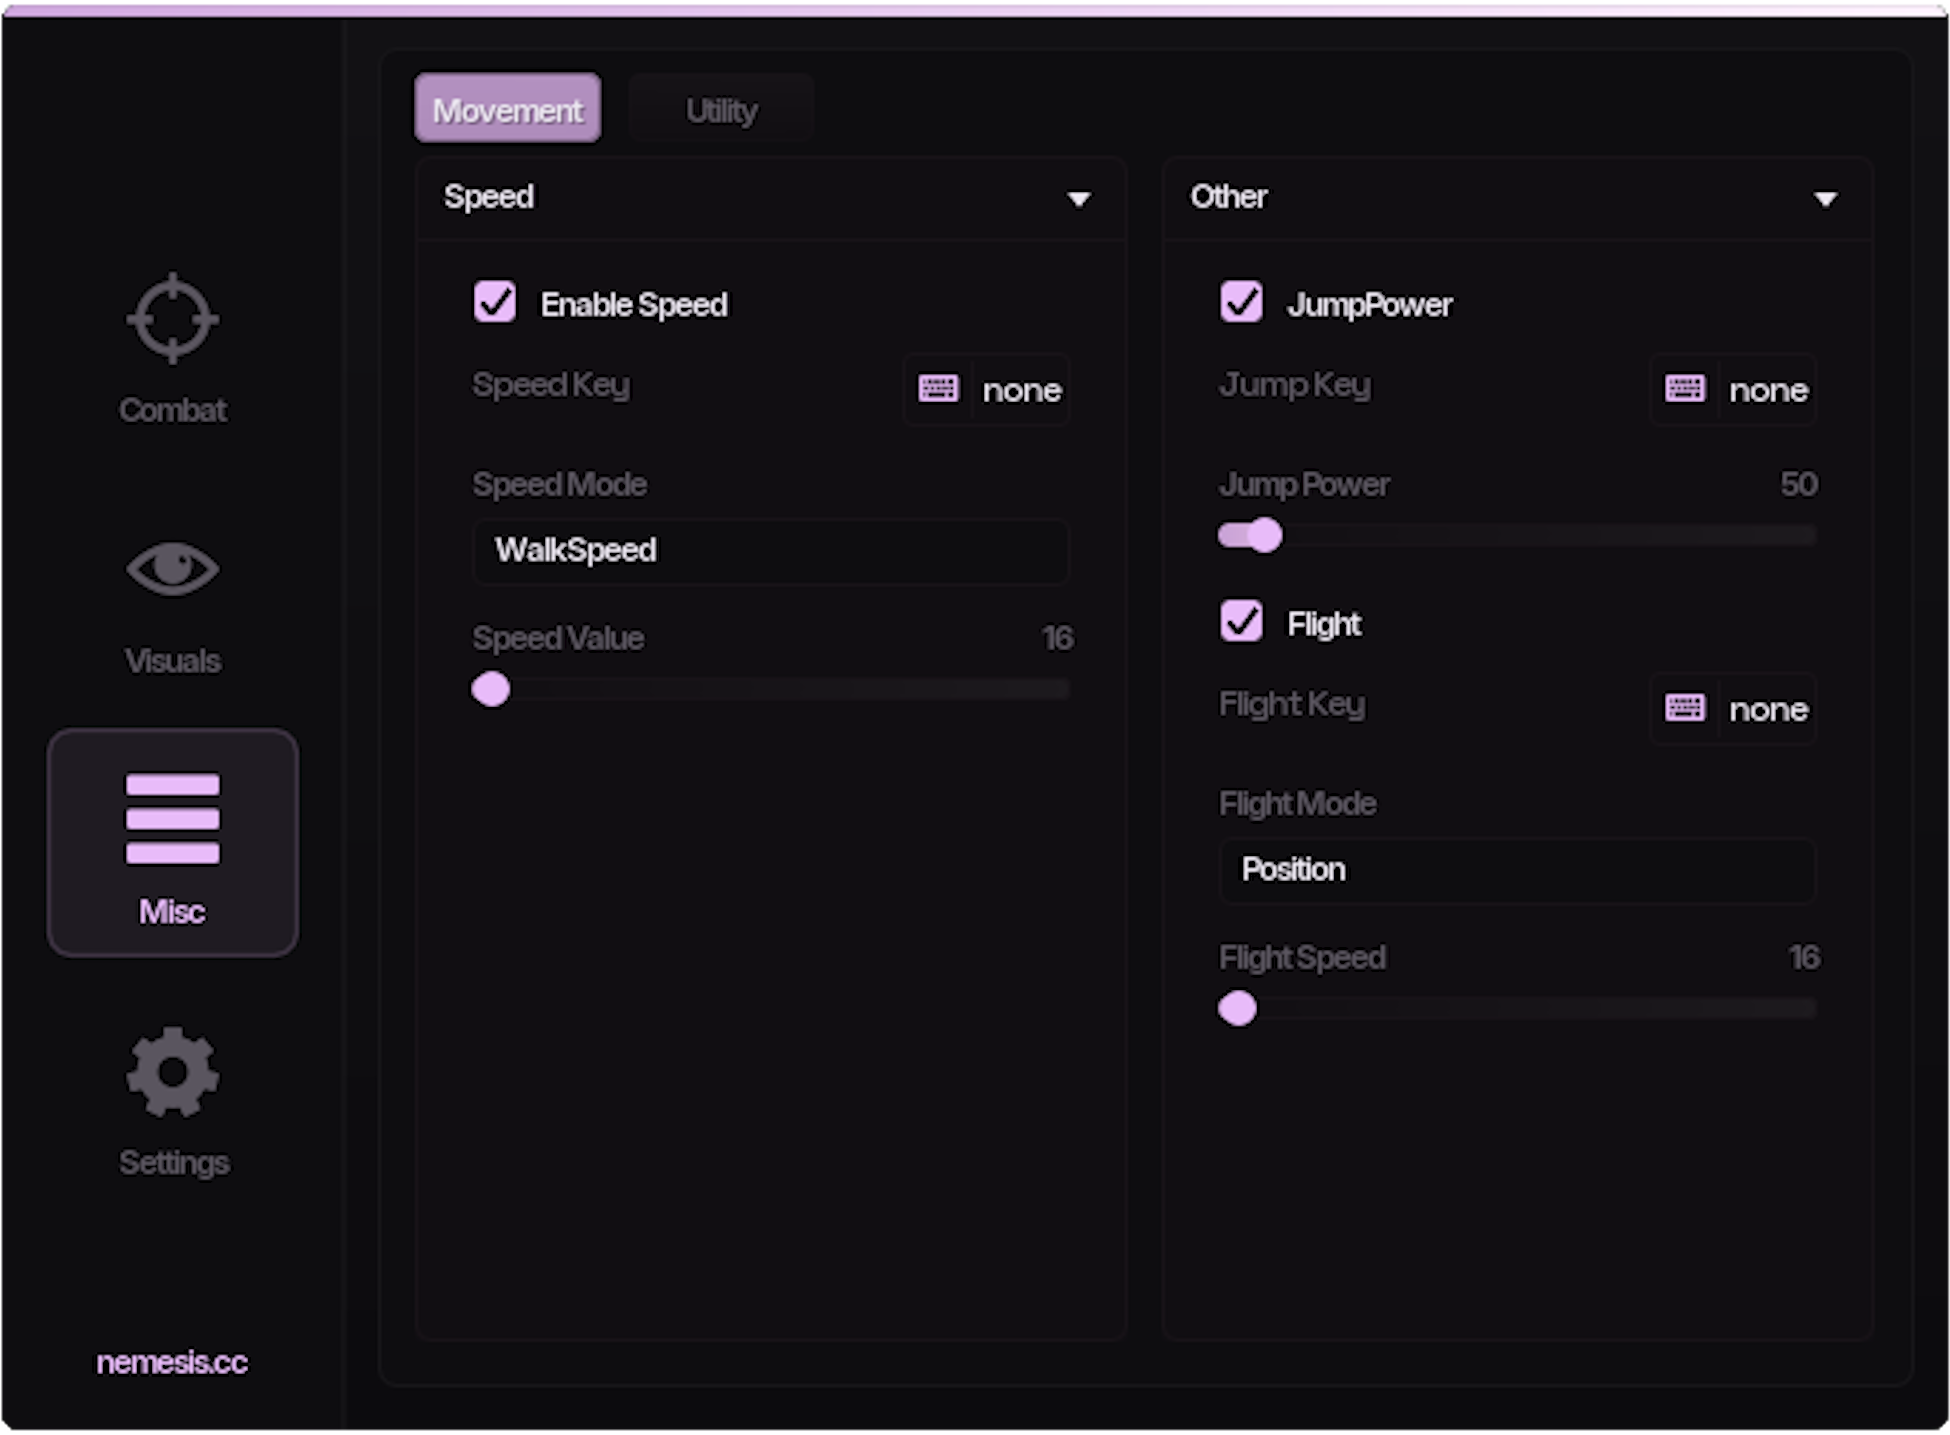 Movement
Utility
Speed
Enable Speed
Speed Key
none
Speed Mode
WalkSpeed
Speed Value
16
Other
JumpPower
Jump Key
none
Jump Power
50
Flight
Flight Key
none
Flight Mode
Position
Flight Speed
16
Combat
Visuals
Misc
Settings
nemesis.cc